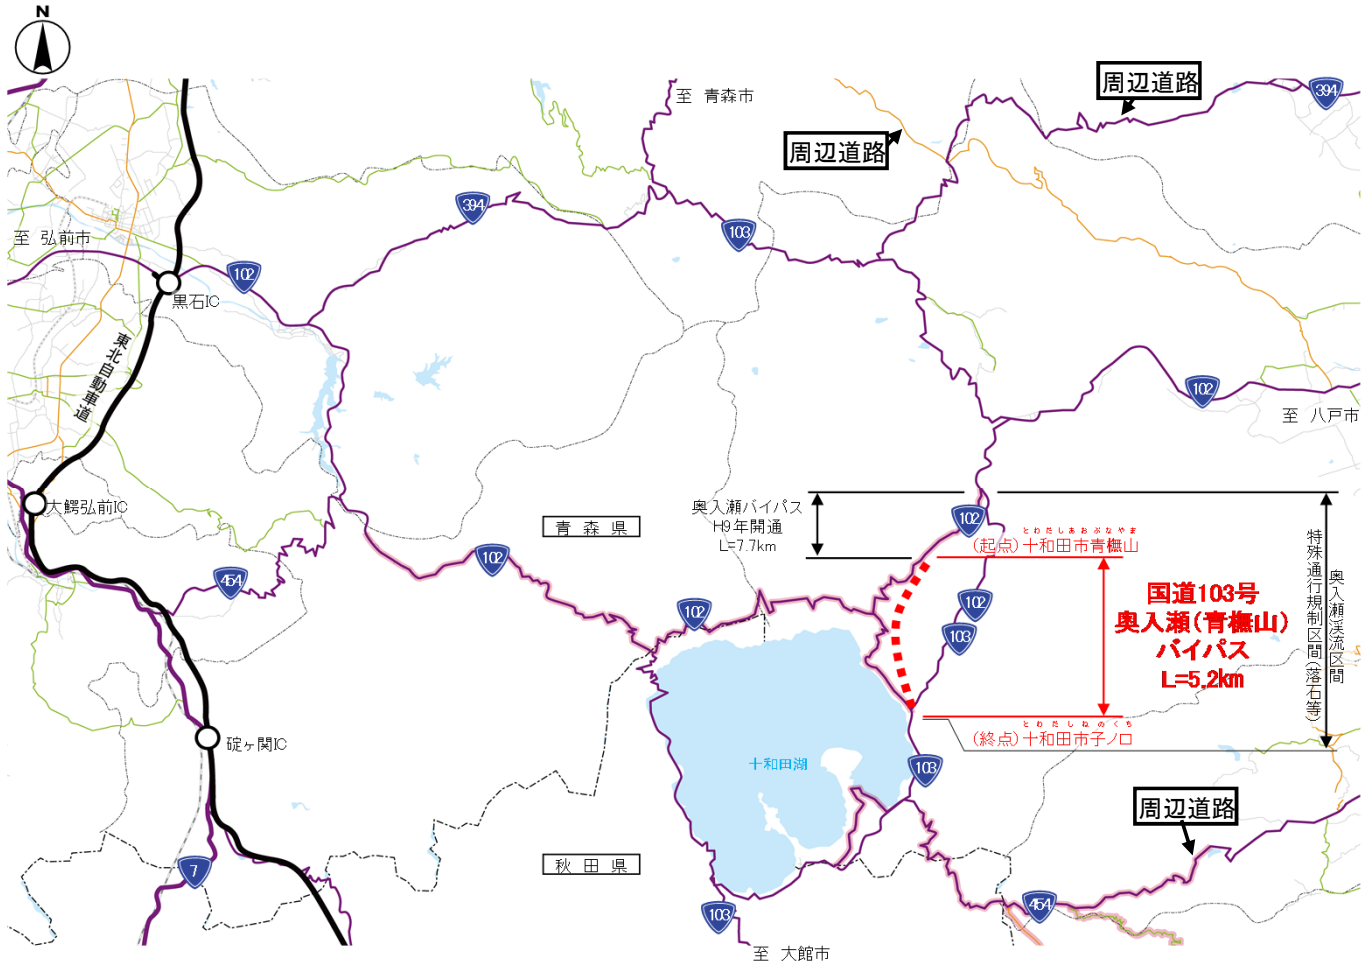 N
至 青森市
周辺道路
394
周辺道路
394
103
至 弘前市
102
黒石IC
東北自動車道
102
至 八戸市
大鰐弘前IC
奥入瀬バイパス
H9年開通
L=7.7km
青森県
102
102
とわだしあおぶなやま
(起点)十和田市青橅山
特殊通行規制区間(落石等)
奥入瀬渓流区間
454
102
102
103
国道103号
奥入瀬(青橅山)
バイパス
L=5.2km
とわだしねのくち
(終点)十和田市子ノ口
碇ヶ関IC
十和田湖
103
周辺道路
秋田県
7
454
103
至 大館市